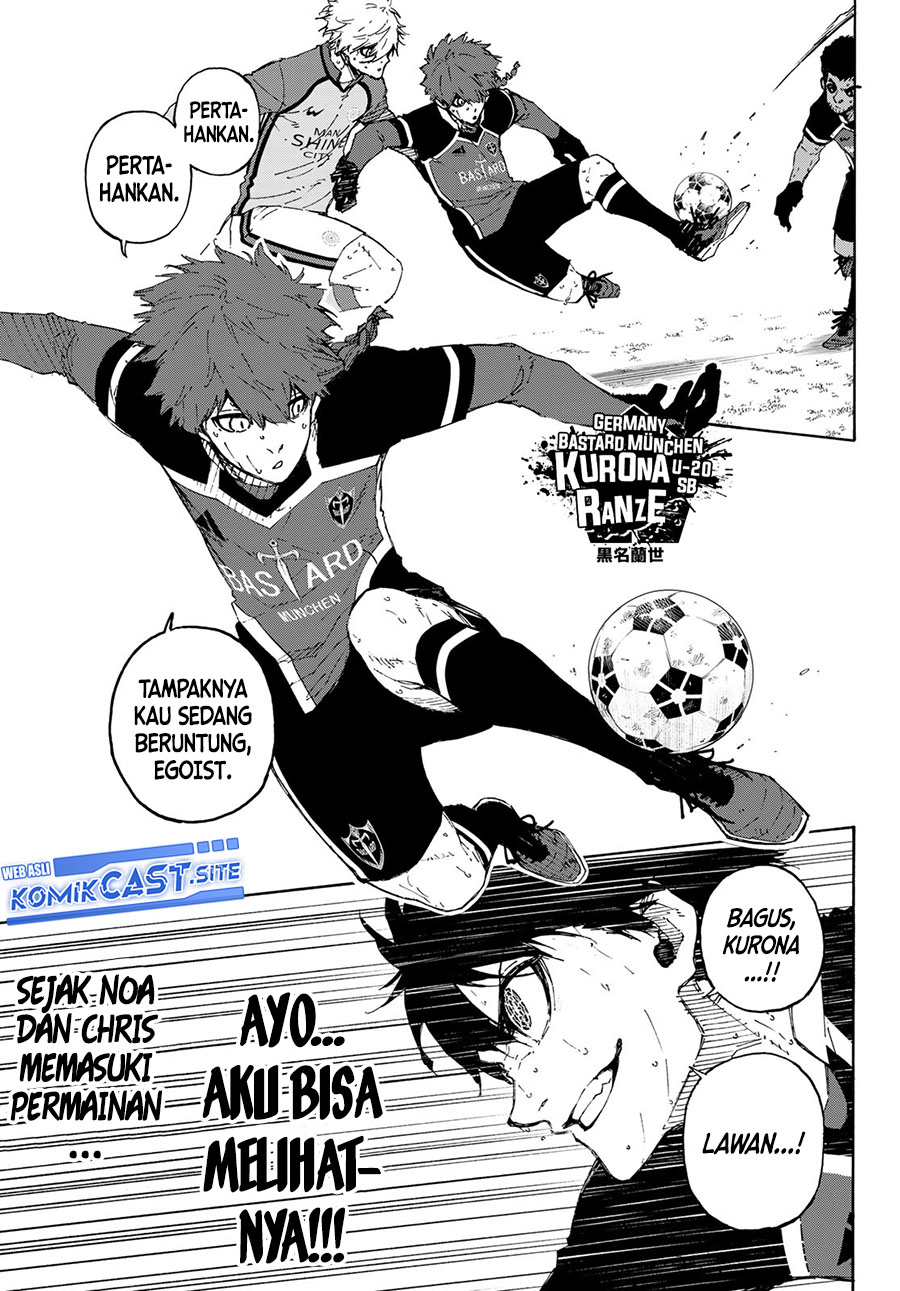 PERTA-
HANKAN.
PERTA-
HANKAN.
MAN
SHINE
CITY
BASTARD
MÜNCHEN
GERMANY
BASTARD MÜNCHEN
KURONA U-20
SB
RANZE
黒名蘭世
BASTARD
MÜNCHEN
TAMPAKNYA
KAU SEDANG
BERUNTUNG,
EGOIST.
WEB ASLI
KOMIKCAST.SITE
BAGUS,
KURONA
...!!
LAWAN...!
AYO...
AKU BISA
MELIHAT-
NYA!!!
SEJAK NOA
DAN CHRIS
MEMASUKI
PERMAINAN
...